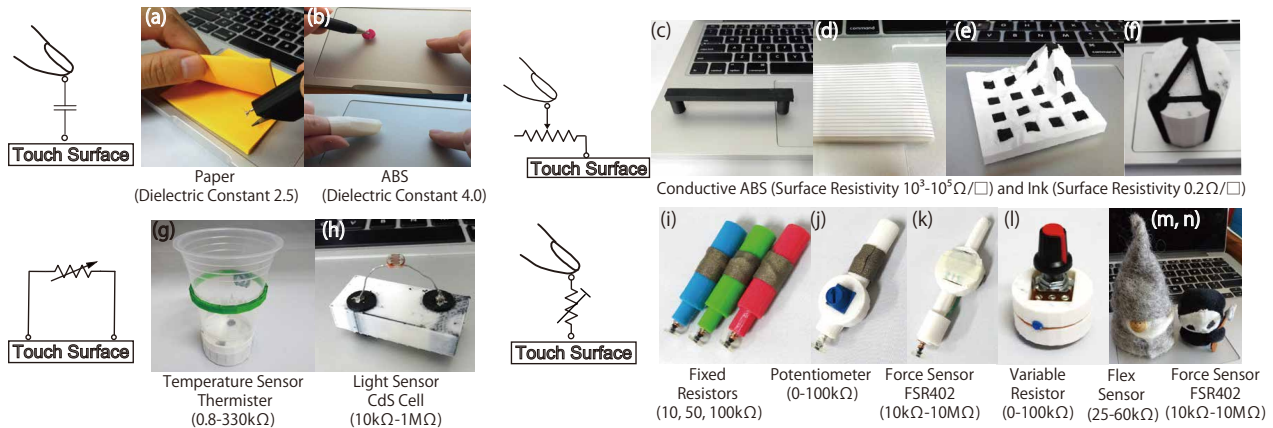 (a)
(b)
Touch Surface
Paper
(Dielectric Constant 2.5)
ABS
(Dielectric Constant 4.0)
Touch Surface
(c)
(d)
(e)
(f)
Conductive ABS (Surface Resistivity 10³-10⁵Ω/□) and Ink (Surface Resistivity 0.2Ω/□)
(g)
(h)
Touch Surface
Temperature Sensor
Thermister
(0.8-330kΩ)
Light Sensor
CdS Cell
(10kΩ-1MΩ)
Touch Surface
(i)
(j)
(k)
(l)
(m, n)
Fixed
Resistors
(10, 50, 100kΩ)
Potentiometer
(0-100kΩ)
Force Sensor
FSR402
(10kΩ-10MΩ)
Variable
Resistor
(0-100kΩ)
Flex
Sensor
(25-60kΩ)
Force Sensor
FSR402
(10kΩ-10MΩ)